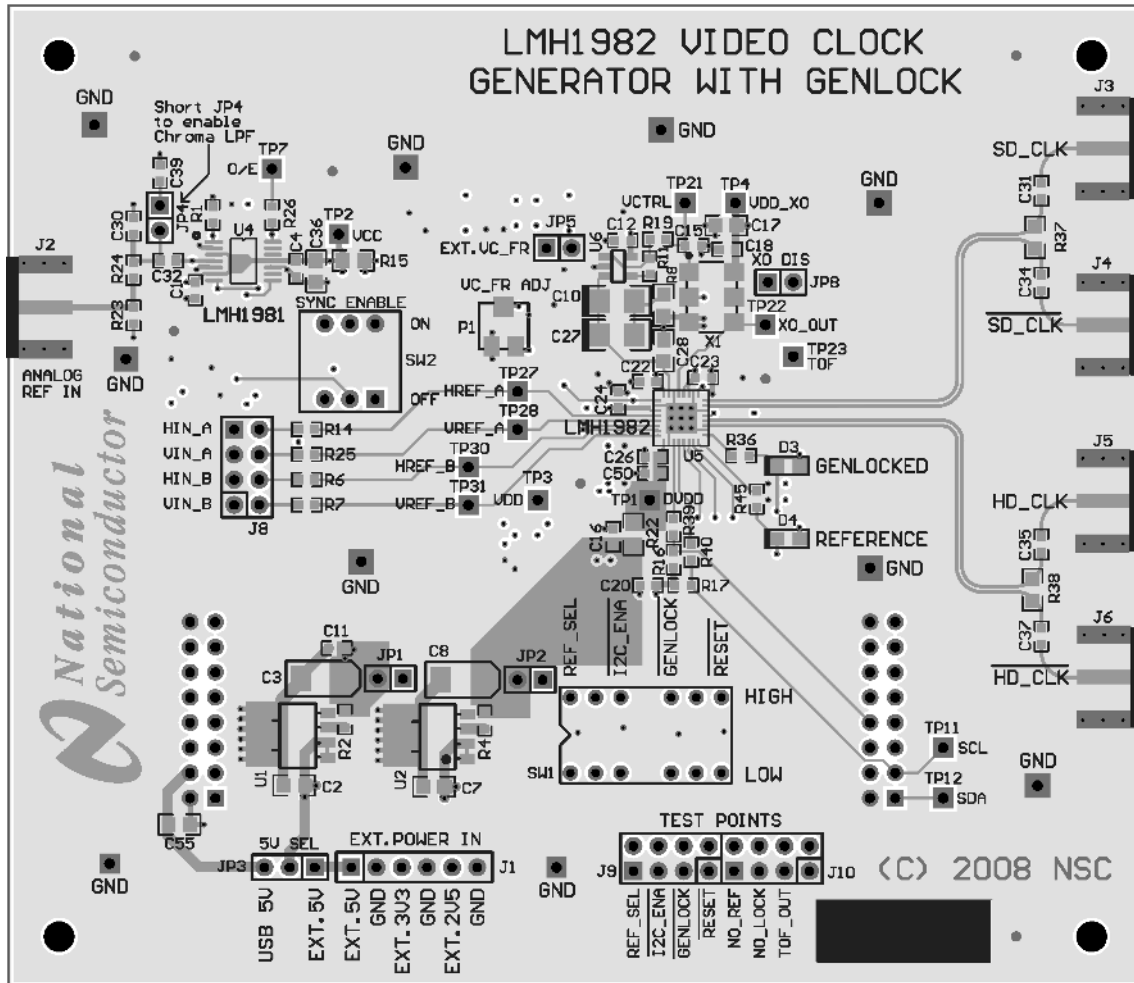 LMH1982 VIDEO CLOCK
GENERATOR WITH GENLOCK
J3
GND
Short JP4
to enable
Chroma LPF
GND
GND
TP7
O/E
C39
SD_CLK
C31
GND
TP21
TP4
VCTRL
VDD_XO
C30
JP4
R1
R26
U4
TP2
VCC
C4
C36
R15
JP5
EXT.VC_FR
U6
C12
R19
C15
C17
C18
R11
R8
R37
J2
R24
C32
C1
LMH1981
XO DIS
JP8
C34
J4
R23
SYNC ENABLE
ON
SW2
OFF
VC_FR ADJ
P1
C10
C27
TP22
XO_OUT
SD_CLK
X1
C28
TP23
TOF
GND
ANALOG
REF IN
C22
C23
TP27
HREF_A
C24
HIN_A
R14
TP28
VREF_A
LMH1982
U5
VIN_A
R25
R36
D3
GENLOCKED
J5
HIN_B
R6
HREF_B
TP30
C26
C50
VIN_B
R7
VREF_B
TP31
TP3
VDD
TP1
DVDD
R45
HD_CLK
J8
D4
REFERENCE
C16
R22
R39
R40
R16
C35
GND
GND
C20
R17
R38
National
Semiconductor
REF_SEL
I2C_ENA
GENLOCK
RESET
C37
J6
C11
C3
JP1
C8
JP2
HD_CLK
HIGH
R2
R4
TP11
SCL
U1
C2
U2
C7
SW1
LOW
TP12
SDA
GND
C55
JP3
5V SEL
EXT.POWER IN
J1
TEST POINTS
J9
J10
GND
GND
(C) 2008 NSC
USB 5V
EXT.5V
EXT.5V
GND
EXT.3V3
GND
EXT.2V5
GND
REF_SEL
I2C_ENA
GENLOCK
RESET
NO_REF
NO_LOCK
TOF_OUT